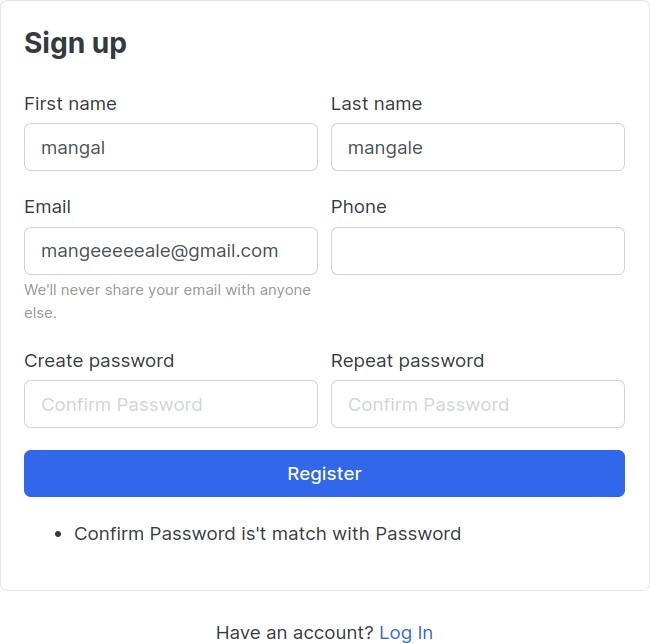 Sign up
First name
Last name
mangal
mangale
Email
Phone
mangeeeeeale@gmail.com
We'll never share your email with anyone
else.
Create password
Repeat password
Confirm Password
Confirm Password
Register
• Confirm Password is't match with Password
Have an account? Log In